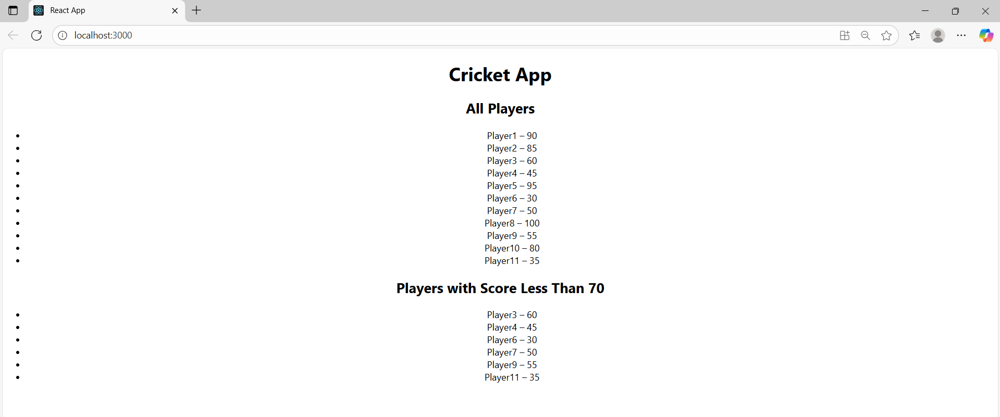 React App
localhost:3000
Cricket App
All Players
• Player1 – 90
• Player2 – 85
• Player3 – 60
• Player4 – 45
• Player5 – 95
• Player6 – 30
• Player7 – 50
• Player8 – 100
• Player9 – 55
• Player10 – 80
• Player11 – 35
Players with Score Less Than 70
• Player3 – 60
• Player4 – 45
• Player6 – 30
• Player7 – 50
• Player9 – 55
• Player11 – 35